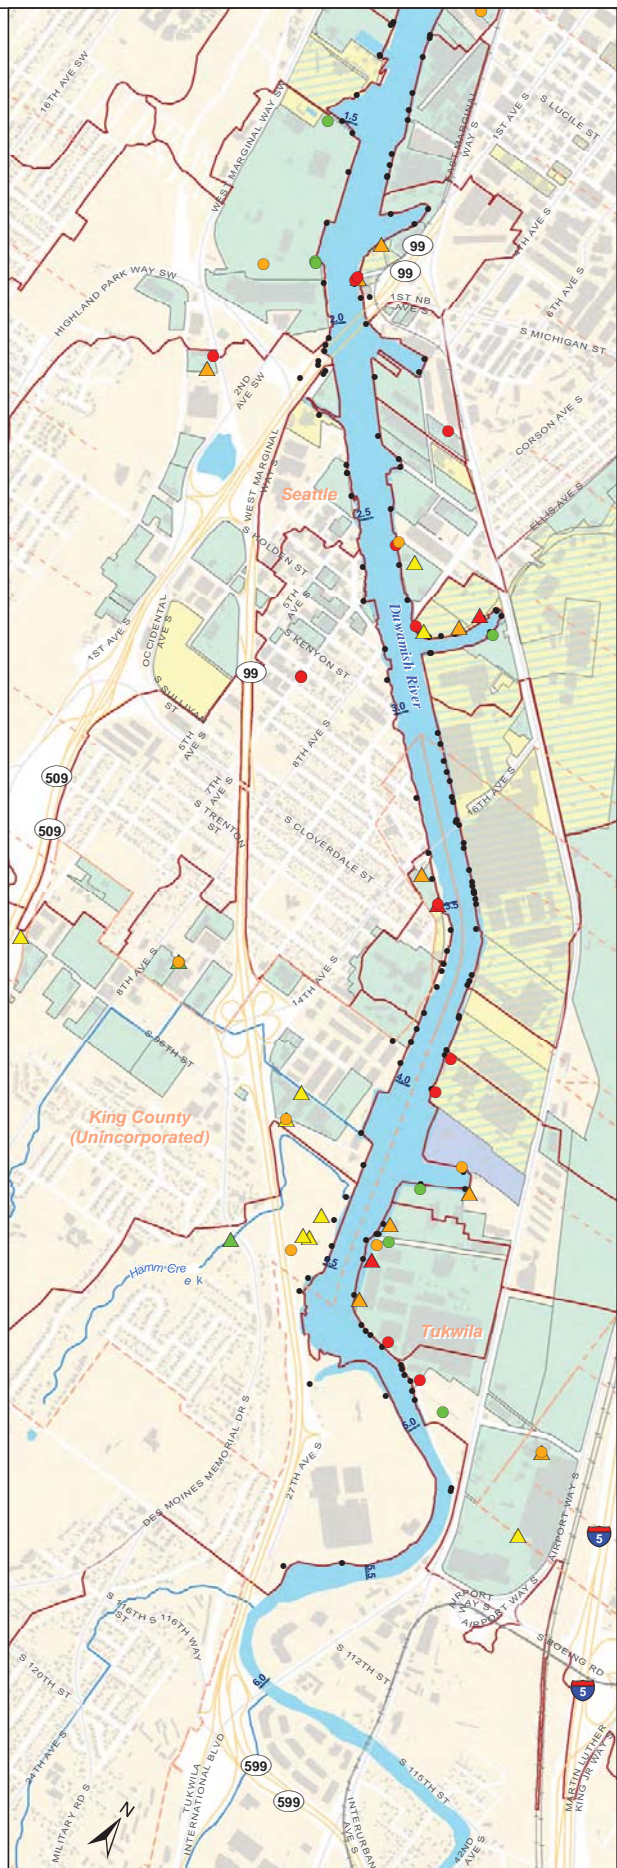 16TH AVE SW
WEST MARGINAL WAY SW
1.5
EAST MARGINAL
WAY S
1ST AVE S
S LUCILE ST
4TH AVE S
99
99
6TH AVE S
HIGHLAND PARK WAY SW
1ST NB
AVE S
2.0
S MICHIGAN ST
2ND
AVE SW
CORSON AVE S
WEST MARGINAL
WAY S
Seattle
2.5
ELLIS AVE S
S HOLDEN ST
5TH
AVE S
OCCIDENTAL
AVE S
1ST AVE S
S KENYON ST
Duwamish River
99
S SULLIVAN
ST
3.0
5TH
AVE S
8TH AVE S
509
7TH
AVE S
16TH AVE S
S TRENTON
ST
509
S CLOVERDALE ST
3.5
8TH AVE S
14TH AVE S
S 96TH ST
4.0
King County
(Unincorporated)
Hamm Cre
e k
Tukwila
DES MOINES MEMORIAL DR S
5.0
27TH AVE S
AIRPORT WAY S
5
5.5
S 116TH
ST
S 116TH WAY
AIRPORT WAY S
S BOEING RD
S 120TH ST
S 112TH ST
6.0
5
24TH AVE S
S 115TH ST
TUKWILA
INTERNATIONAL BLVD
599
599
MARTIN LUTHER
KING JR WAY S
MILITARY RD S
N
INTERURBAN
AVE S
42ND
AVE S